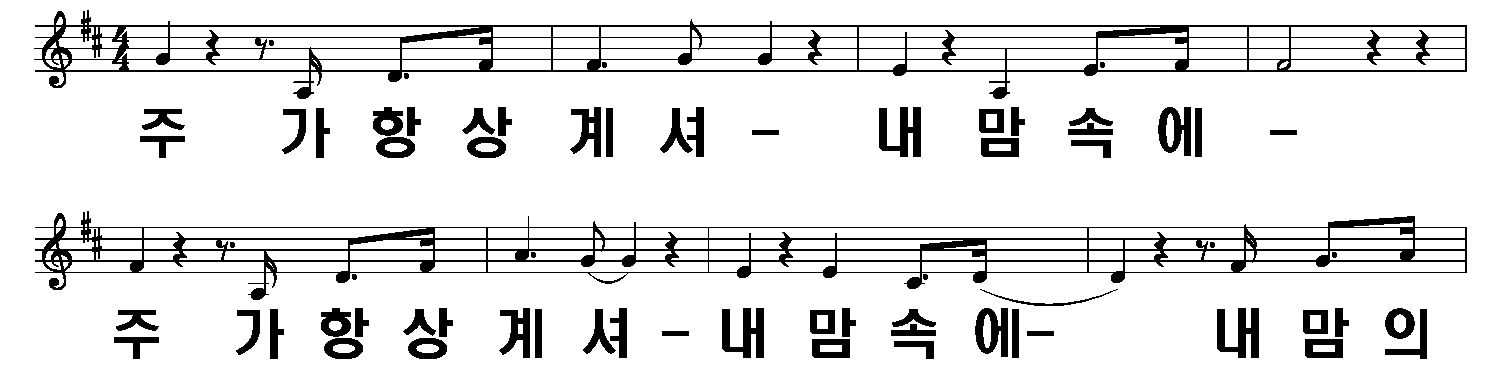 주 가 항 상 계 셔 - 내 맘 속 에 -
주 가 항 상 계 셔 - 내 맘 속 에- 내 맘 의